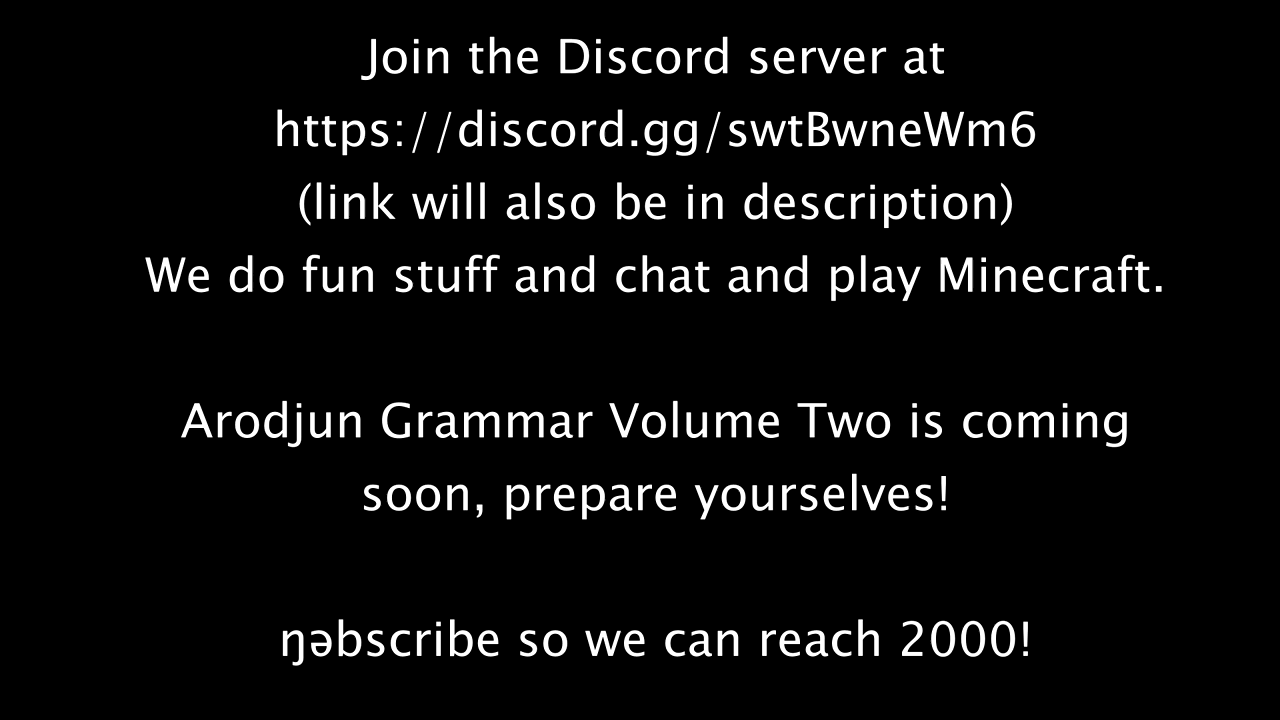 Join the Discord server at
https://discord.gg/swtBwneWm6
(link will also be in description)
We do fun stuff and chat and play Minecraft.
Arodjun Grammar Volume Two is coming
soon, prepare yourselves!
ŋəbscribe so we can reach 2000!